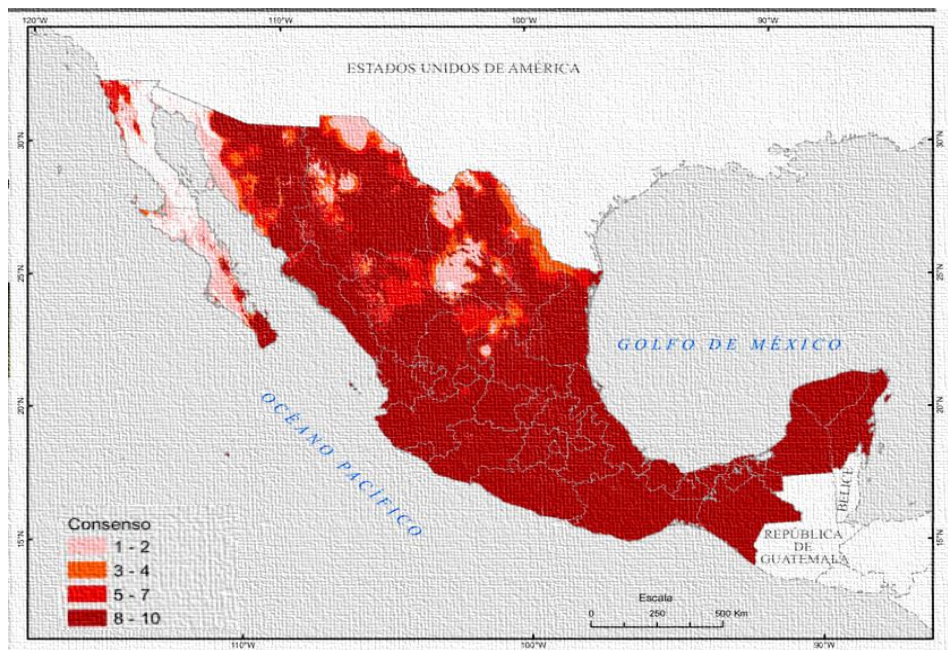 120°W
110°W
100°W
90°W
ESTADOS UNIDOS DE AMÉRICA
30°N
30°N
25°N
25°N
GOLFO DE MÉXICO
20°N
20°N
OCÉANO PACÍFICO
BELICE
REPÚBLICA
DE
GUATEMALA
15°N
15°N
Consenso
1 - 2
3 - 4
5 - 7
8 - 10
Escala
0 250 500 Km
110°W
100°W
90°W